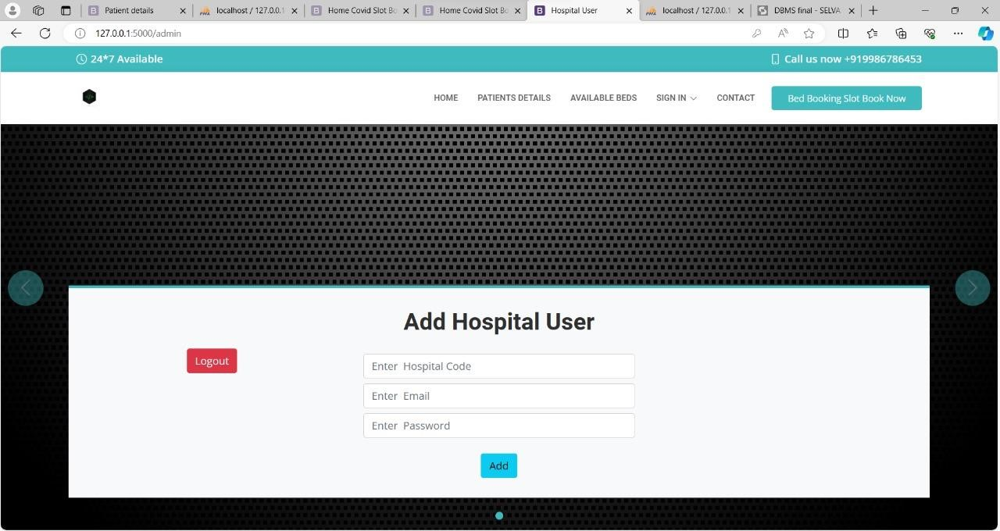 Patient details
localhost / 127.0.0.1
Home Covid Slot Bo
Home Covid Slot Bo
Hospital User
localhost / 127.0.0.1
DBMS final - SELVA
127.0.0.1:5000/admin
24*7 Available
Call us now +919986786453
HOME
PATIENTS DETAILS
AVAILABLE BEDS
SIGN IN
CONTACT
Bed Booking Slot Book Now
Add Hospital User
Logout
Enter Hospital Code
Enter Email
Enter Password
Add